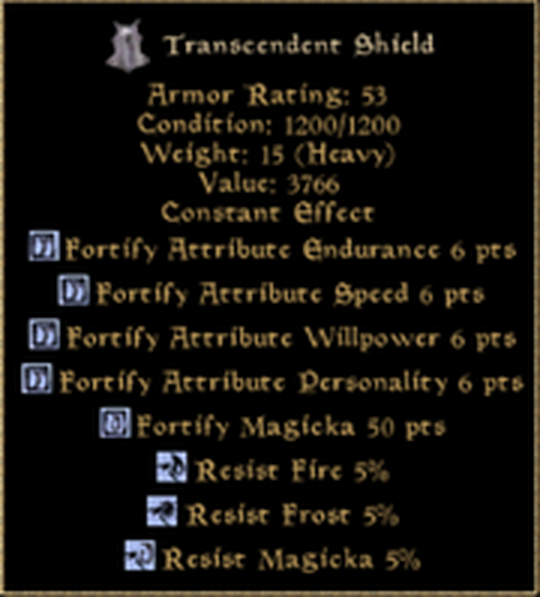 Transcendent Shield
Armor Rating: 53
Condition: 1200/1200
Weight: 15 (Heavy)
Value: 3766
Constant Effect
Fortify Attribute Endurance 6 pts
Fortify Attribute Speed 6 pts
Fortify Attribute Willpower 6 pts
Fortify Attribute Personality 6 pts
Fortify Magicka 50 pts
Resist Fire 5%
Resist Frost 5%
Resist Magicka 5%